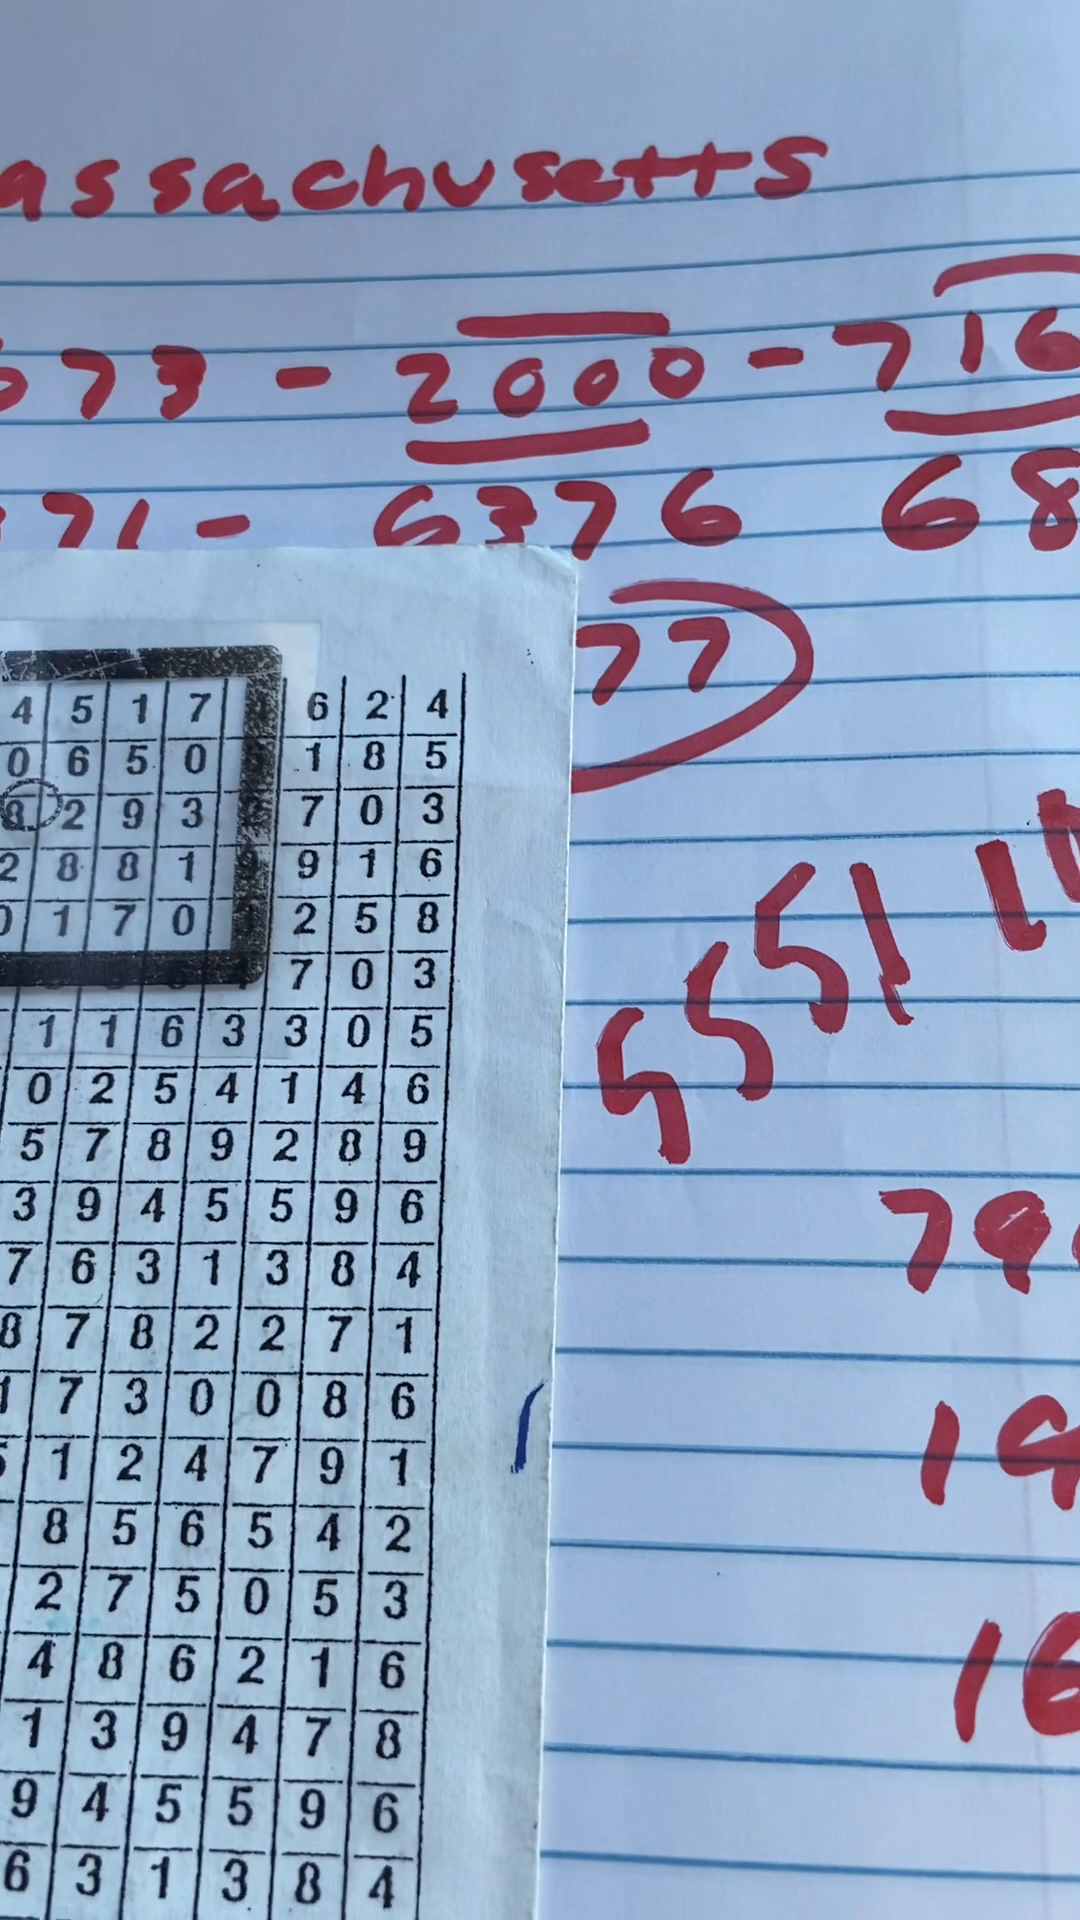 assachusetts
673 - 2000 - 716
371 - 6376 68
77
5551
79
19
16
4 5 1 7 6 2 4
0 6 5 0 1 8 5
8 2 9 3 7 0 3
2 8 8 1 9 1 6
0 1 7 0 2 5 8
7 0 3
1 1 6 3 3 0 5
0 2 5 4 1 4 6
5 7 8 9 2 8 9
3 9 4 5 5 9 6
7 6 3 1 3 8 4
8 7 8 2 2 7 1
1 7 3 0 0 8 6
5 1 2 4 7 9 1
8 5 6 5 4 2
2 7 5 0 5 3
4 8 6 2 1 6
1 3 9 4 7 8
9 4 5 5 9 6
6 3 1 3 8 4